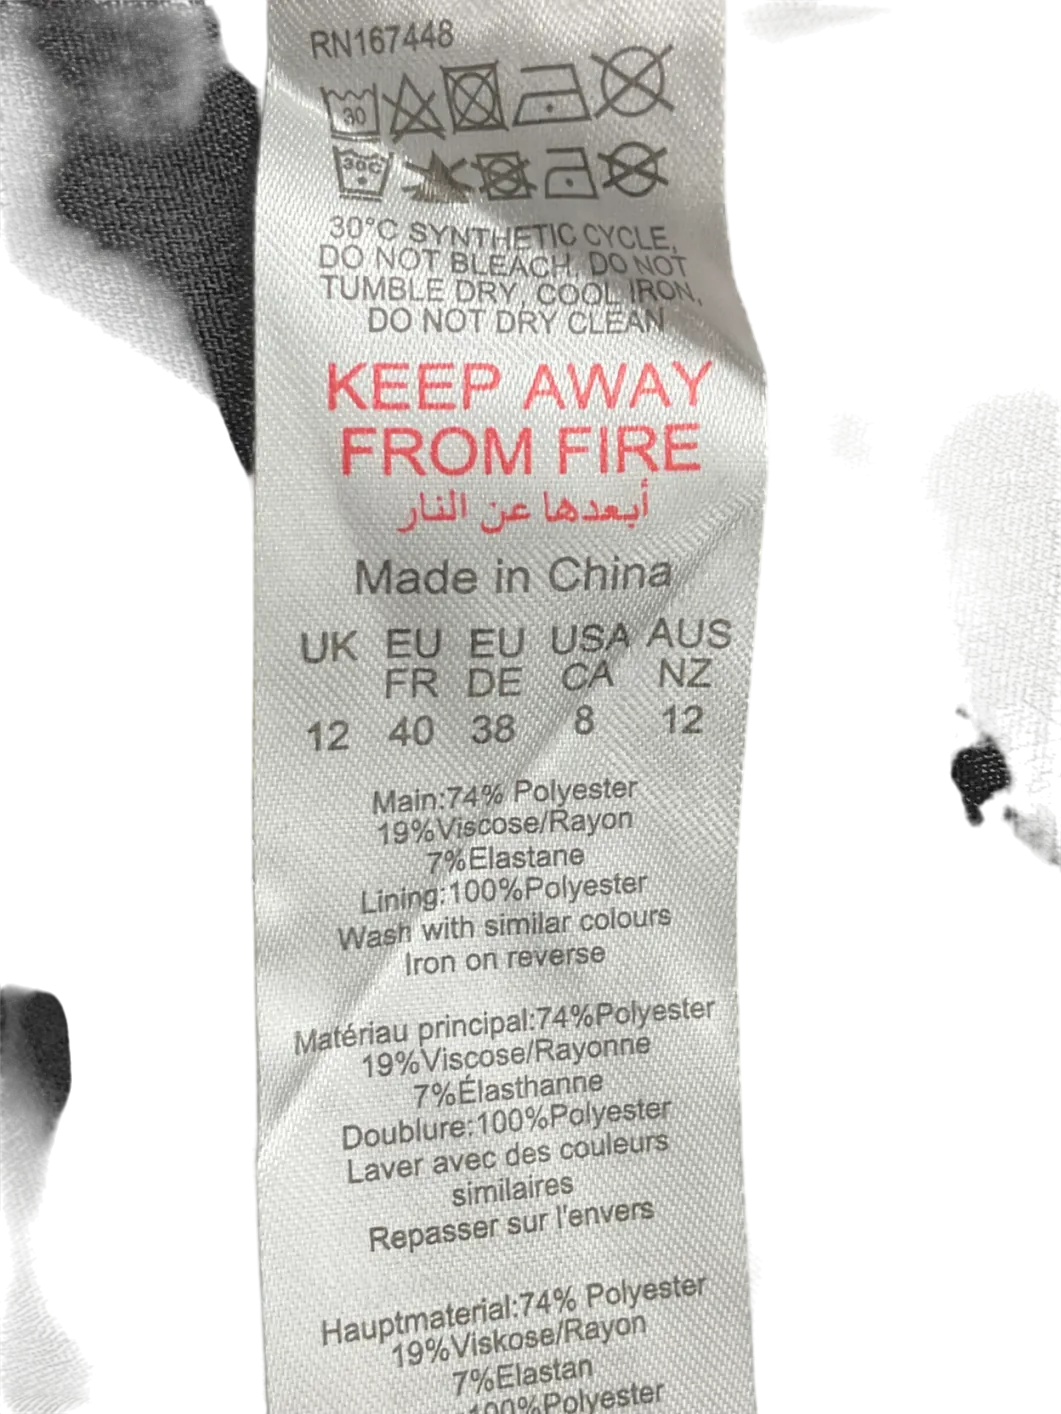 RN167448
30
30C
30°C SYNTHETIC CYCLE,
DO NOT BLEACH, DO NOT
TUMBLE DRY, COOL IRON,
DO NOT DRY CLEAN
KEEP AWAY
FROM FIRE
أبعدها عن النار
Made in China
UK EU EU USA AUS
FR DE CA NZ
12 40 38 8 12
Main:74% Polyester
19%Viscose/Rayon
7%Elastane
Lining:100%Polyester
Wash with similar colours
Iron on reverse
Matériau principal:74%Polyester
19%Viscose/Rayonne
7%Élasthanne
Doublure:100%Polyester
Laver avec des couleurs
similaires
Repasser sur l'envers
Hauptmaterial:74% Polyester
19%Viskose/Rayon
7%Elastan
100%Polyester